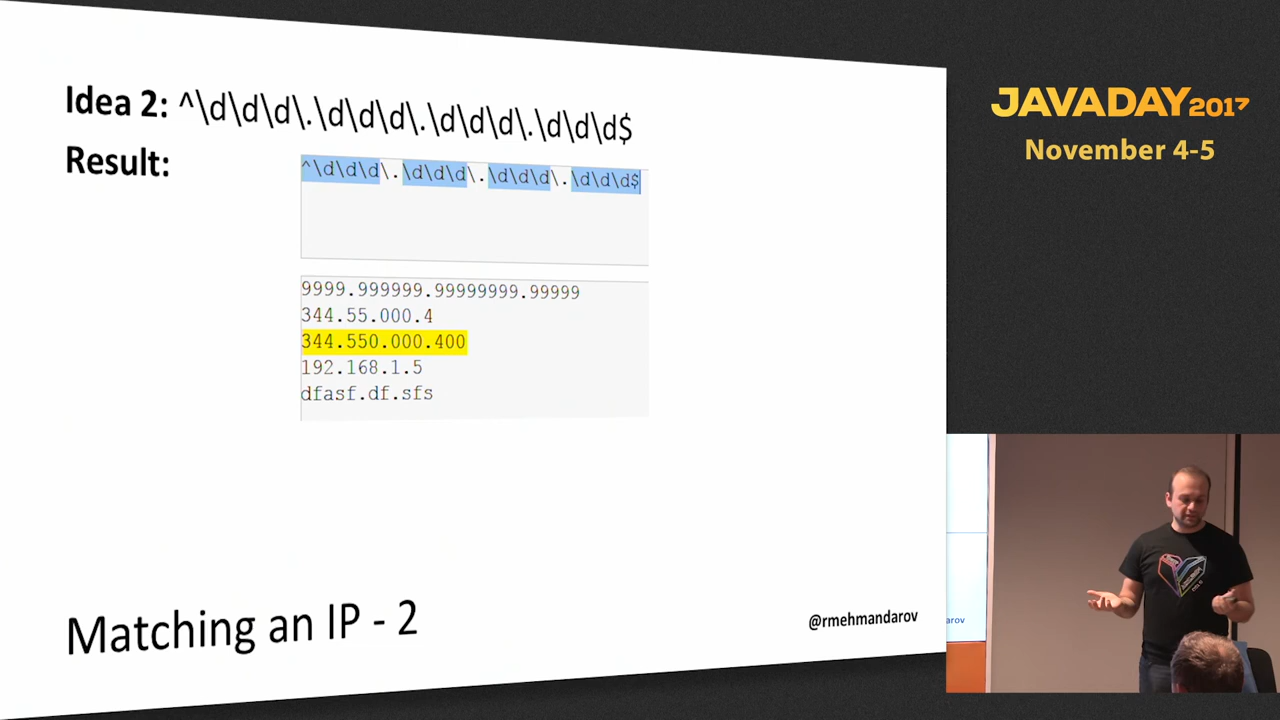 Idea 2: ^\d\d\d\.\d\d\d\.\d\d\d\.\d\d\d$
Result:
^\d\d\d\.\d\d\d\.\d\d\d\.\d\d\d$
9999.999999.99999999.99999
344.55.000.4
344.550.000.400
192.168.1.5
dfasf.df.sfs
Matching an IP - 2
@rmehmandarov
JAVADAY2017
November 4-5
arov